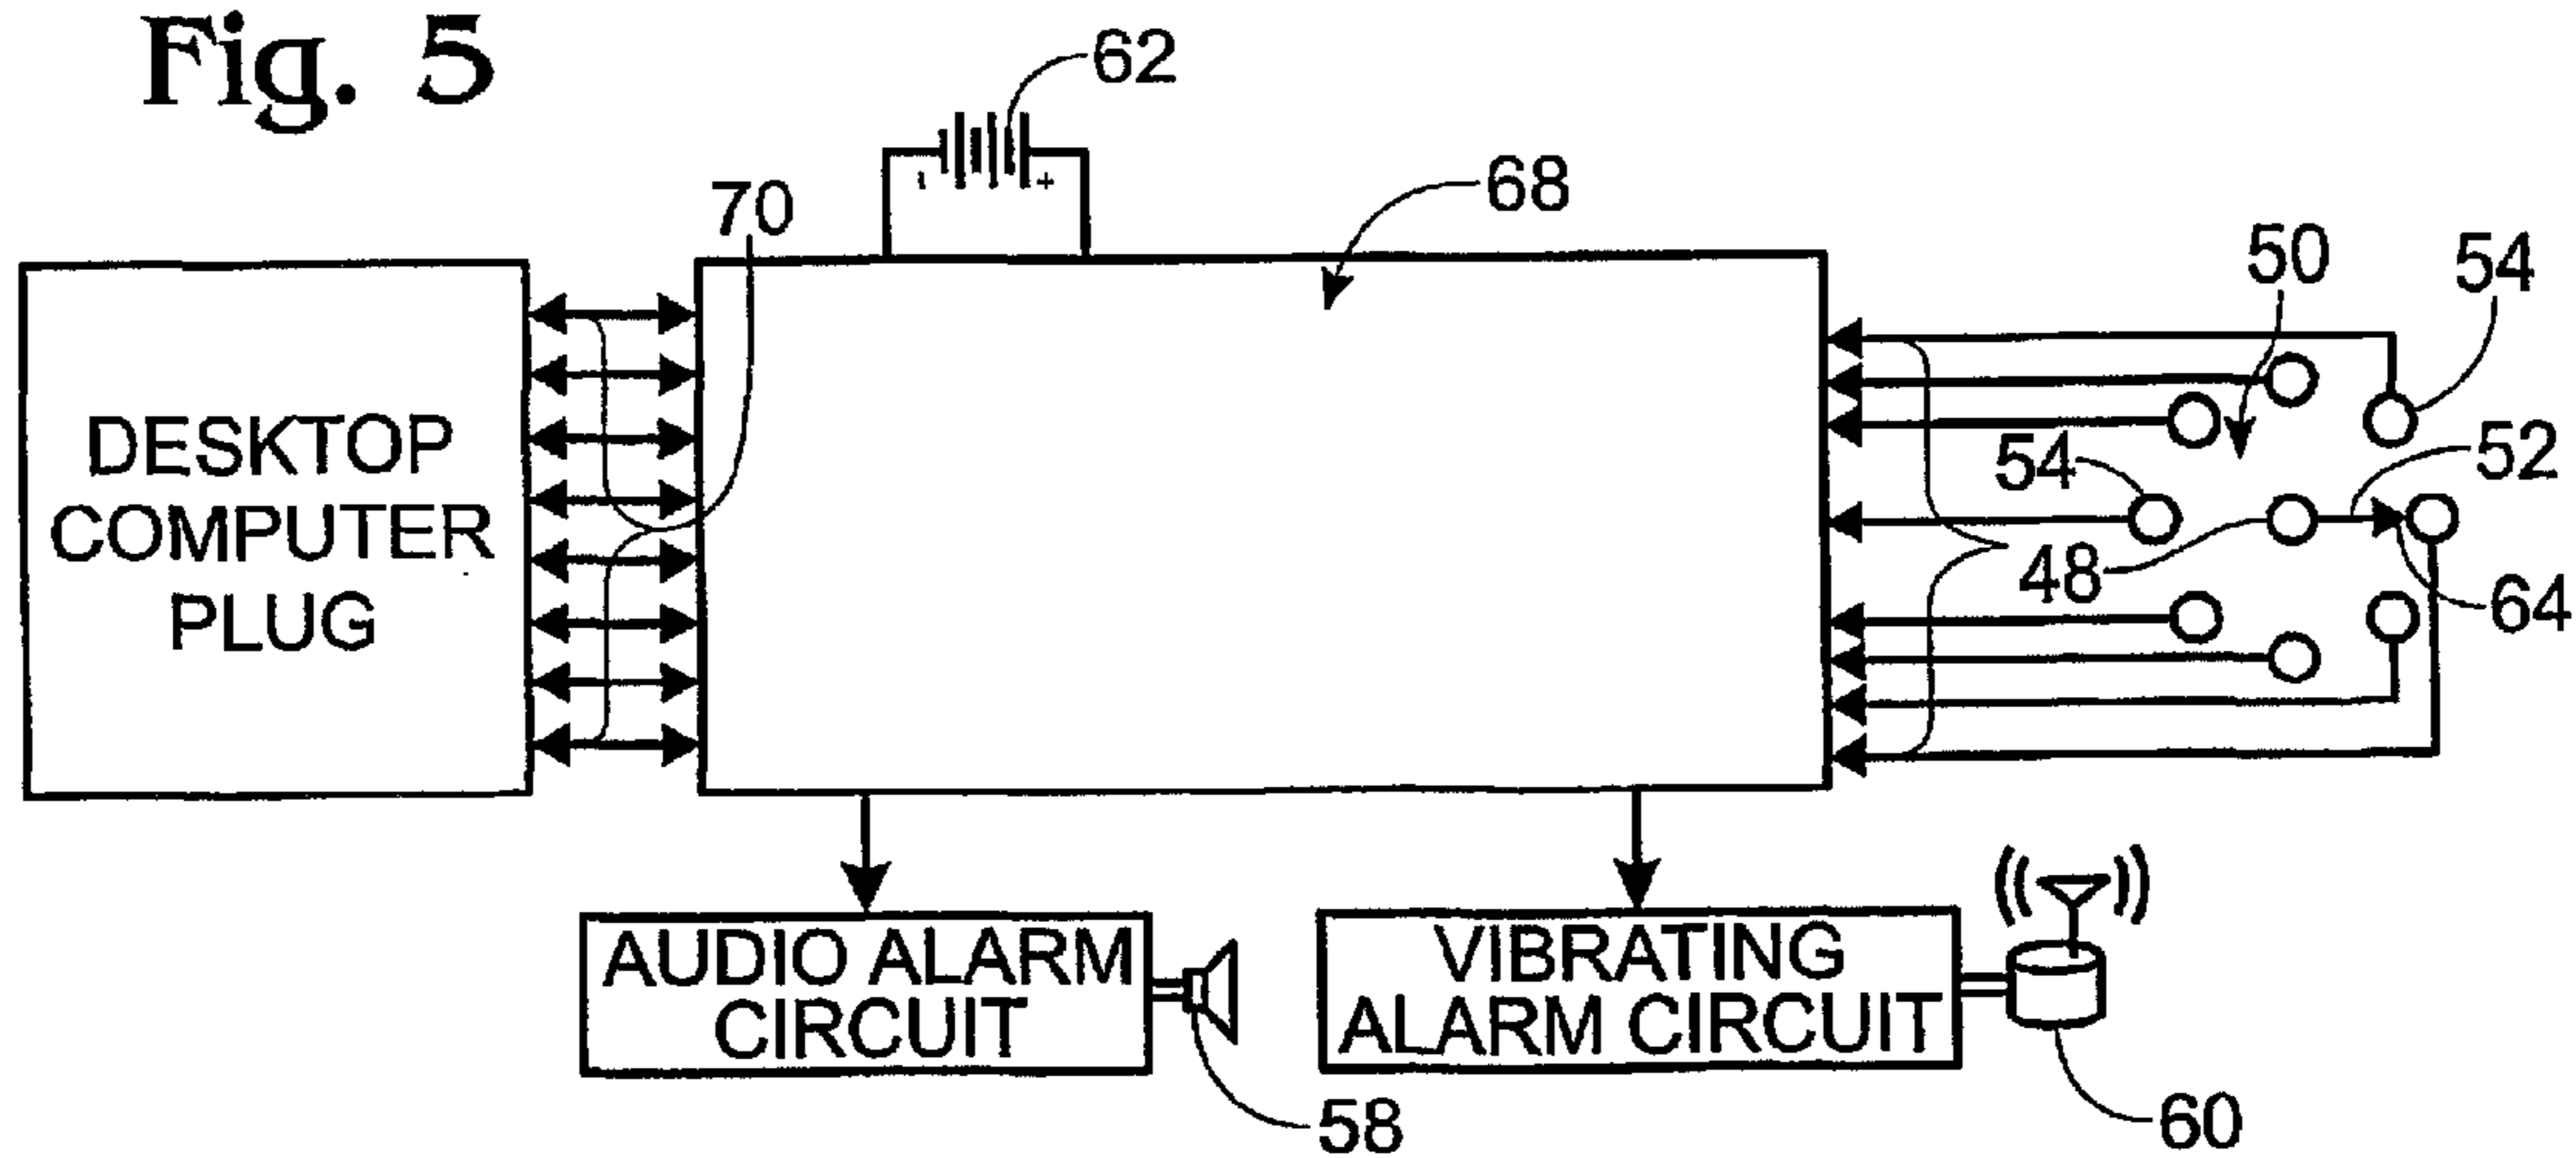 Fig. 5
62
70
68
50
54
54
52
48
64
DESKTOP
COMPUTER
PLUG
- +
AUDIO ALARM
CIRCUIT
VIBRATING
ALARM CIRCUIT
58
60